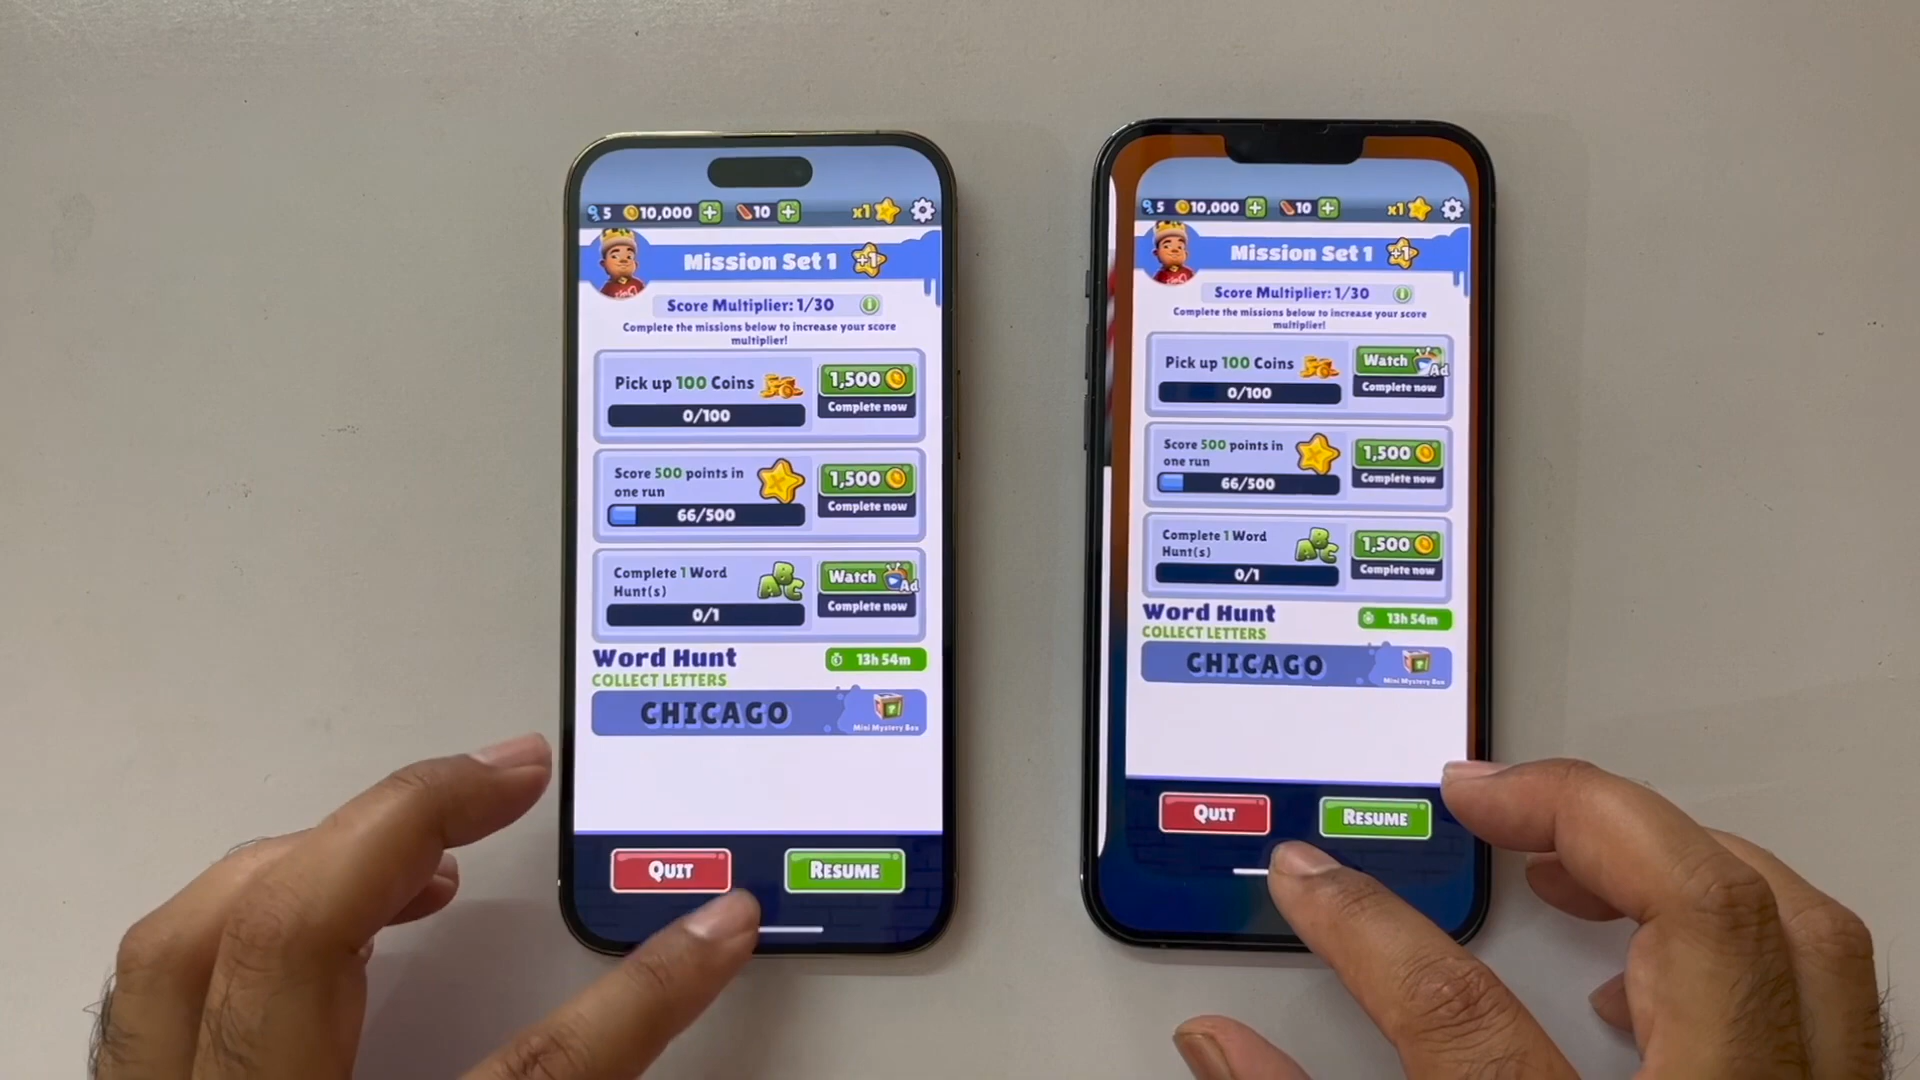 5 10,000 10 x1
Mission Set 1 +1
Score Multiplier: 1/30
Complete the missions below to increase your score
multiplier!
Pick up 100 Coins
0/100
1,500
Complete now
Score 500 points in
one run
66/500
1,500
Complete now
Complete 1 Word
Hunt(s)
0/1
Watch Ad
Complete now
Word Hunt
13h 54m
COLLECT LETTERS
CHICAGO
Mini Mystery Box
QUIT
RESUME
5 10,000 10 x1
Mission Set 1 +1
Score Multiplier: 1/30
Complete the missions below to increase your score
multiplier!
Pick up 100 Coins
0/100
Watch Ad
Complete now
Score 500 points in
one run
66/500
1,500
Complete now
Complete 1 Word
Hunt(s)
0/1
1,500
Complete now
Word Hunt
13h 54m
COLLECT LETTERS
CHICAGO
Mini Mystery Box
QUIT
RESUME